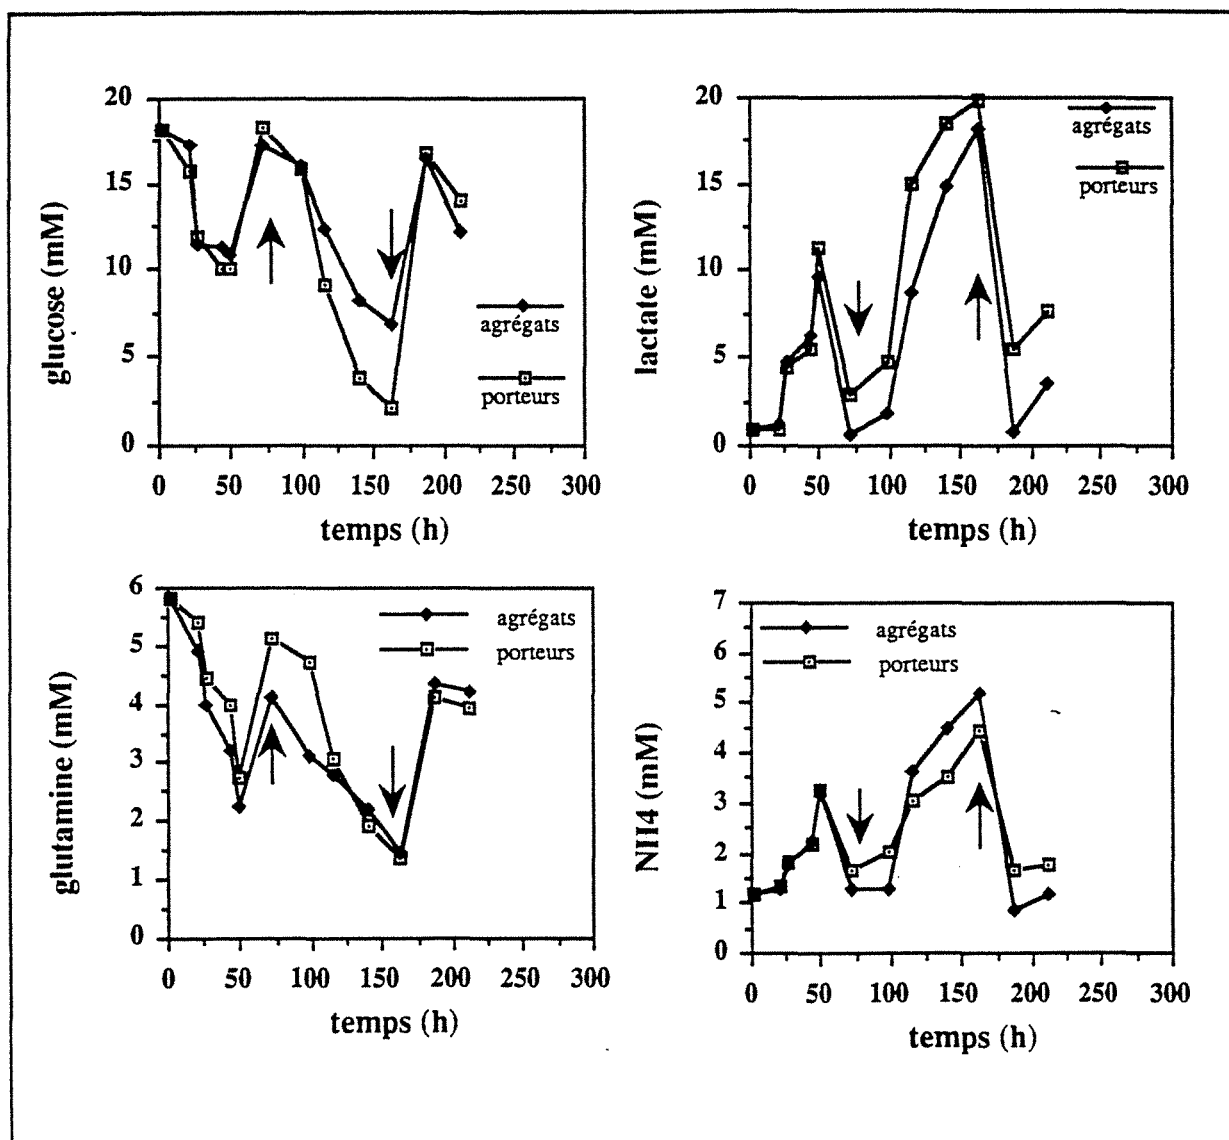 20
15
10
5
0
glucose (mM)
agrégats
porteurs
0 50 100 150 200 250 300
temps (h)
20
15
10
5
0
lactate (mM)
agrégats
porteurs
0 50 100 150 200 250 300
temps (h)
6
5
4
3
2
1
0
glutamine (mM)
agrégats
porteurs
0 50 100 150 200 250 300
temps (h)
7
6
5
4
3
2
1
0
NH4 (mM)
agrégats
porteurs
0 50 100 150 200 250 300
temps (h)